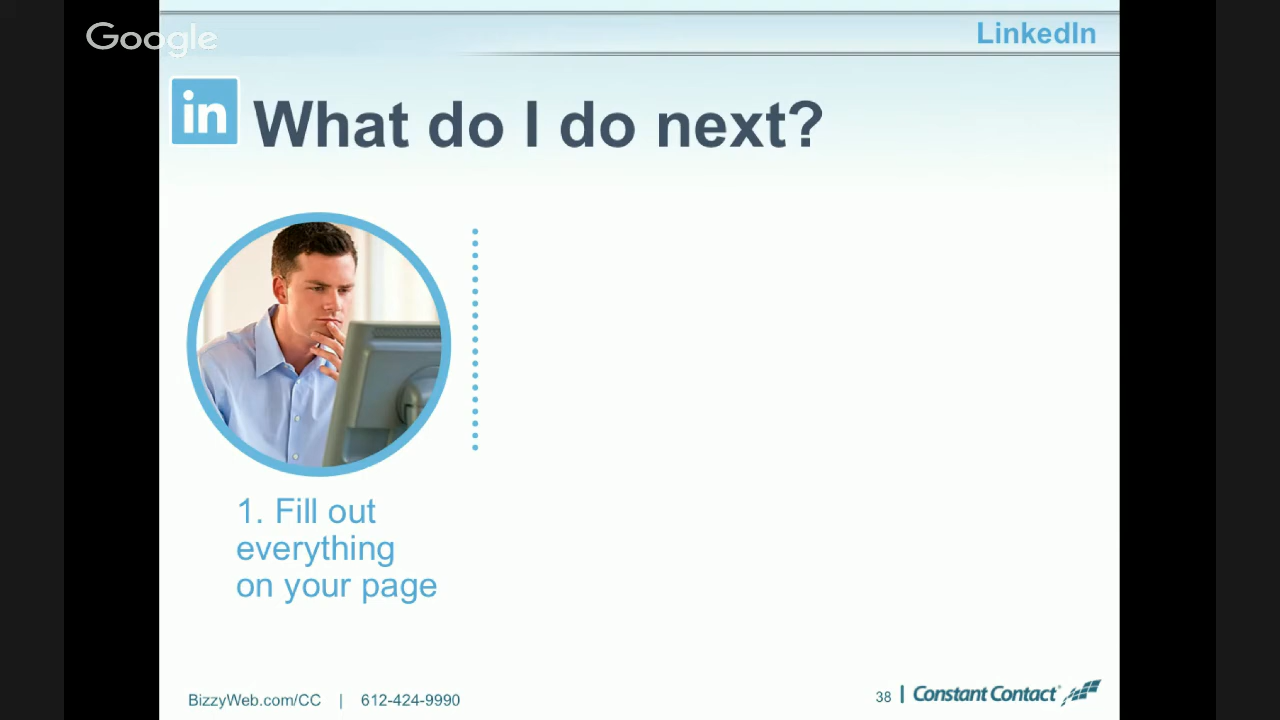 Google
LinkedIn
in What do I do next?
1. Fill out
everything
on your page
BizzyWeb.com/CC | 612-424-9990
38 | Constant Contact